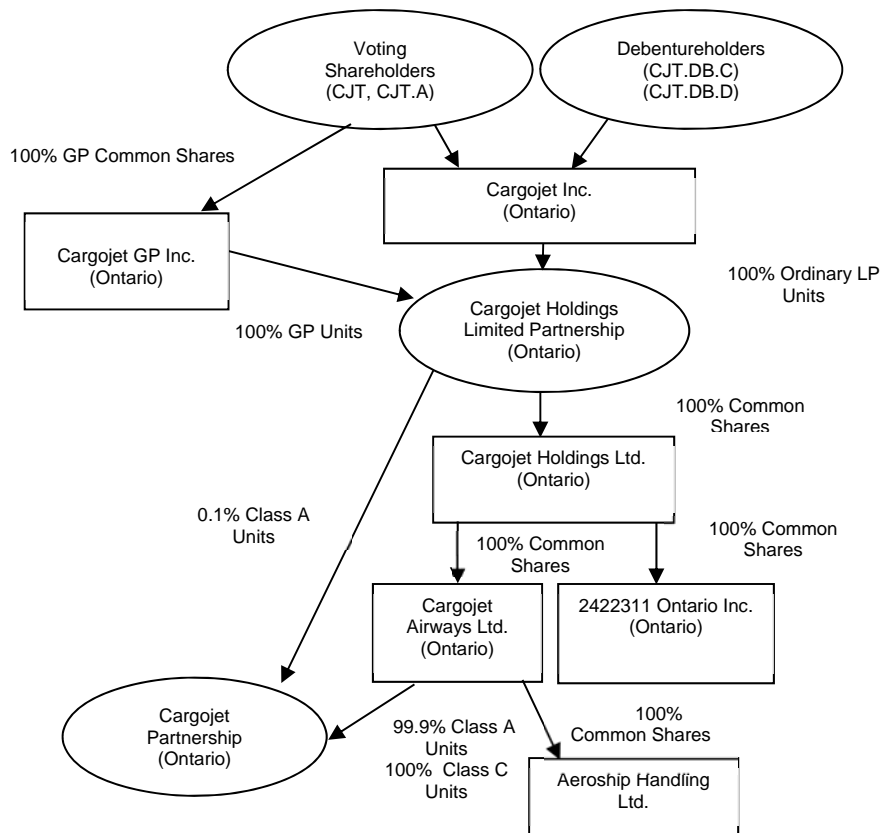 Voting
Shareholders
(CJT, CJT.A)
Debentureholders
(CJT.DB.C)
(CJT.DB.D)
100% GP Common Shares
Cargojet Inc.
(Ontario)
Cargojet GP Inc.
(Ontario)
100% Ordinary LP
Units
100% GP Units
Cargojet Holdings
Limited Partnership
(Ontario)
100% Common
Shares
Cargojet Holdings Ltd.
(Ontario)
0.1% Class A
Units
100% Common
Shares
100% Common
Shares
Cargojet
Airways Ltd.
(Ontario)
2422311 Ontario Inc.
(Ontario)
Cargojet
Partnership
(Ontario)
99.9% Class A
Units
100% Class C
Units
100%
Common Shares
Aeroship Handling
Ltd.